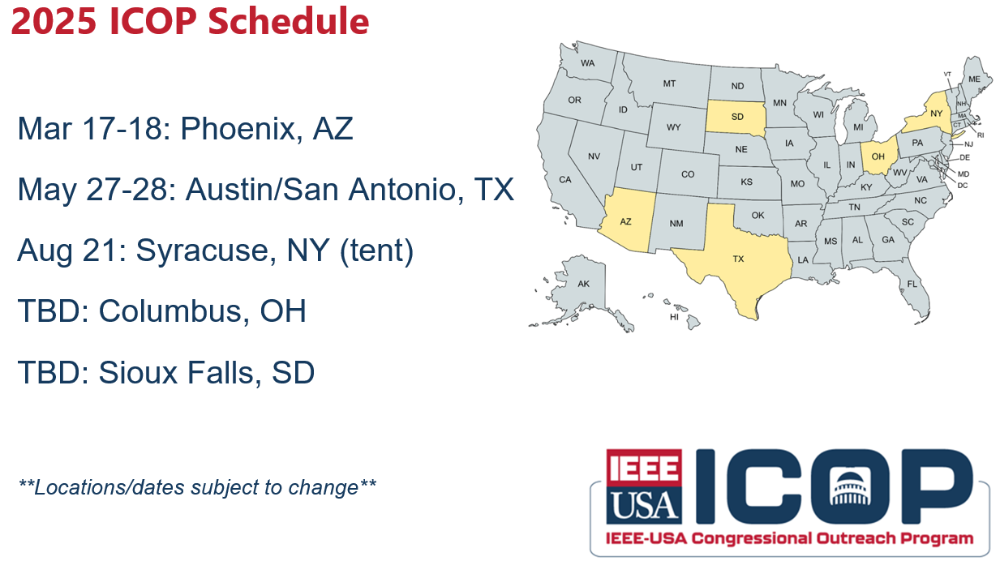 2025 ICOP Schedule
Mar 17-18: Phoenix, AZ
May 27-28: Austin/San Antonio, TX
Aug 21: Syracuse, NY (tent)
TBD: Columbus, OH
TBD: Sioux Falls, SD
**Locations/dates subject to change**
WA
MT
ND
MN
OR
ID
WY
SD
WI
MI
NY
VT
NH
ME
MA
CT
RI
NV
UT
CO
NE
IA
IL
IN
OH
PA
NJ
DE
MD
DC
CA
KS
MO
KY
WV
VA
AZ
NM
OK
AR
TN
NC
SC
TX
LA
MS
AL
GA
FL
AK
HI
IEEE
USA
ICOP
IEEE-USA Congressional Outreach Program